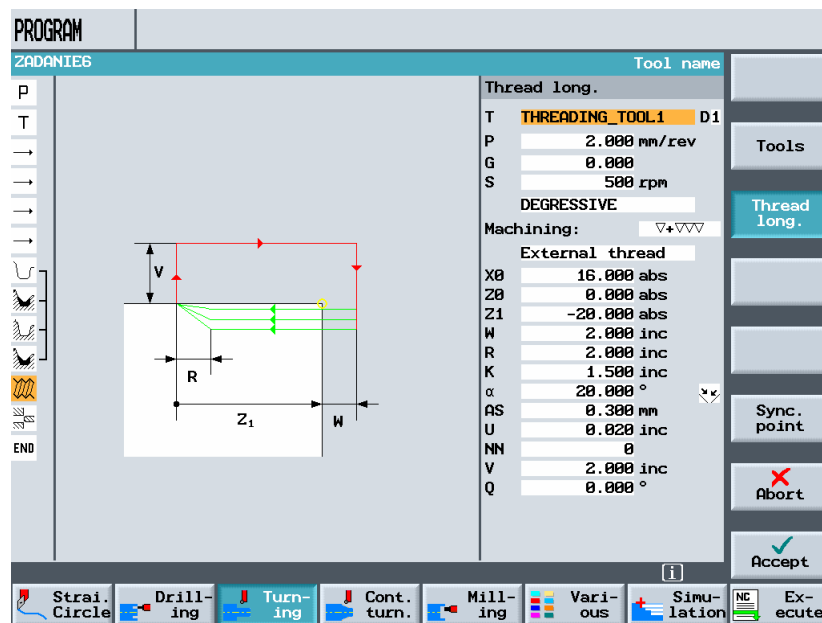 PROGRAM
ZADANIE6 Tool name
P
T
END
V
R
Z₁ W
Thread long.
T THREADING_TOOL1 D1
P 2.000 mm/rev
G 0.000
S 500 rpm
DEGRESSIVE
Machining: ▽+▽▽▽
External thread
X0 16.000 abs
Z0 0.000 abs
Z1 -20.000 abs
W 2.000 inc
R 2.000 inc
K 1.500 inc
α 20.000 °
AS 0.300 mm
U 0.020 inc
NN 0
V 2.000 inc
Q 0.000 °
i
Tools
Thread
long.
Sync.
point
Abort
Accept
Strai.
Circle
Drill-
ing
Turn-
ing
Cont.
turn.
Mill-
ing
Vari-
ous
Simu-
lation
NC
Ex-
ecute